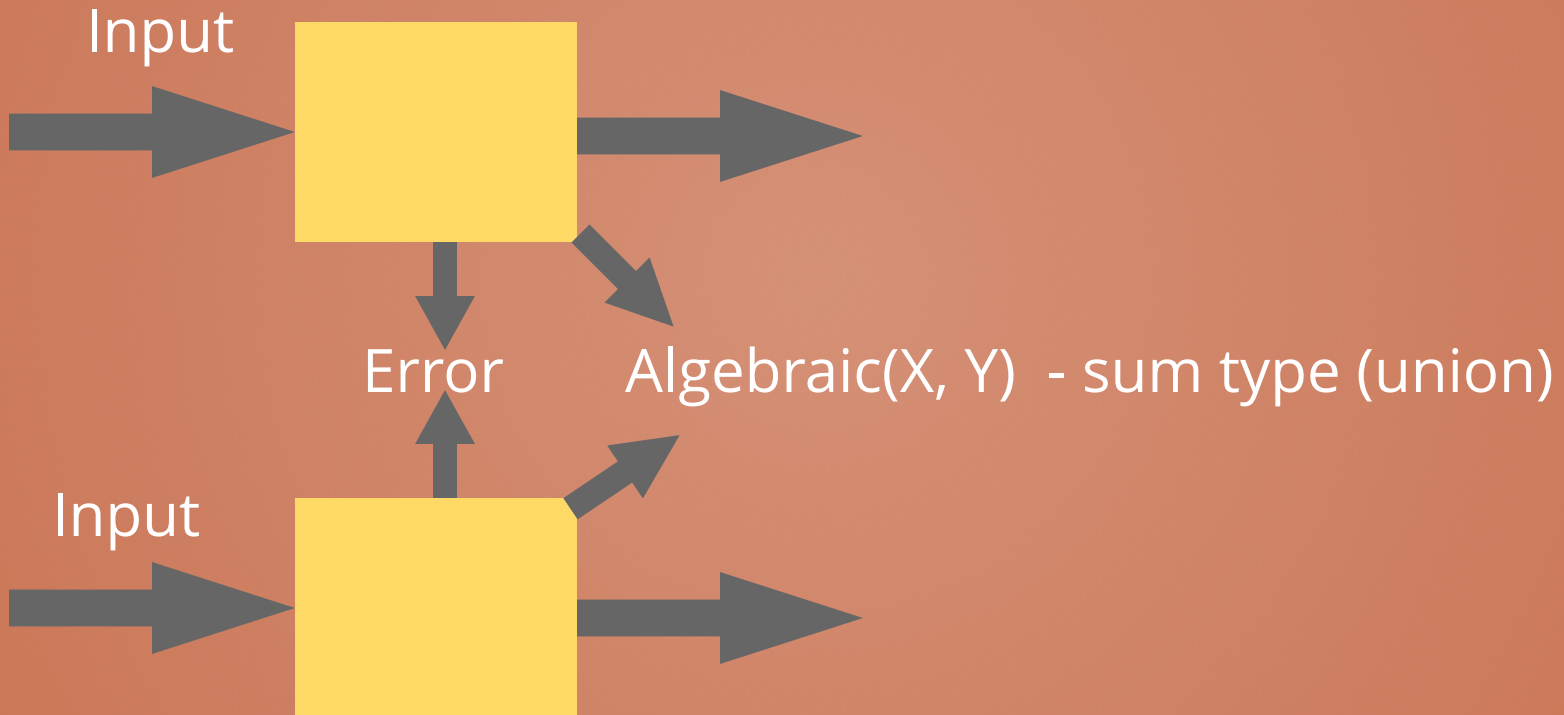 Input
Error
Algebraic(X, Y)  - sum type (union)
Input